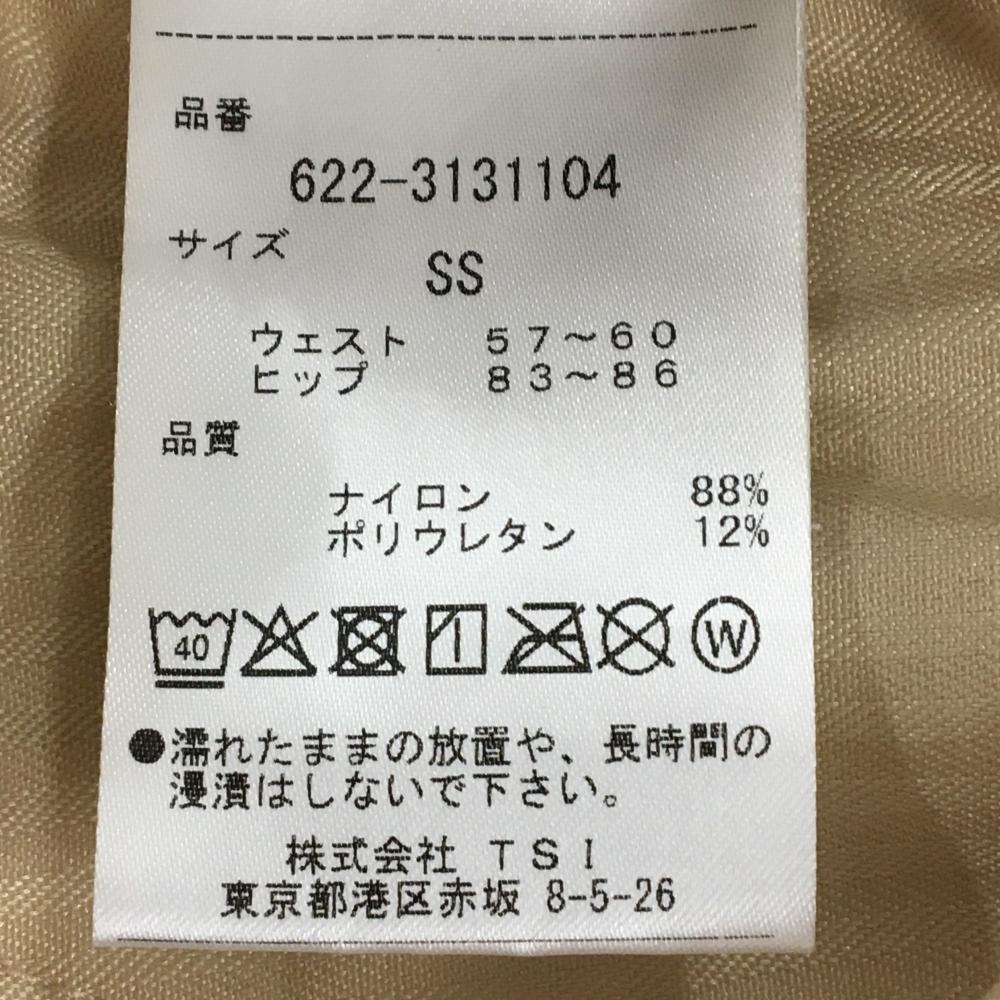 品番
622-3131104
サイズ
SS
ウェスト 57～60
ヒップ 83～86
品質
ナイロン 88%
ポリウレタン 12%
40
W
●濡れたままの放置や、長時間の
浸漬はしないで下さい。
株式会社 TSI
東京都港区赤坂 8-5-26